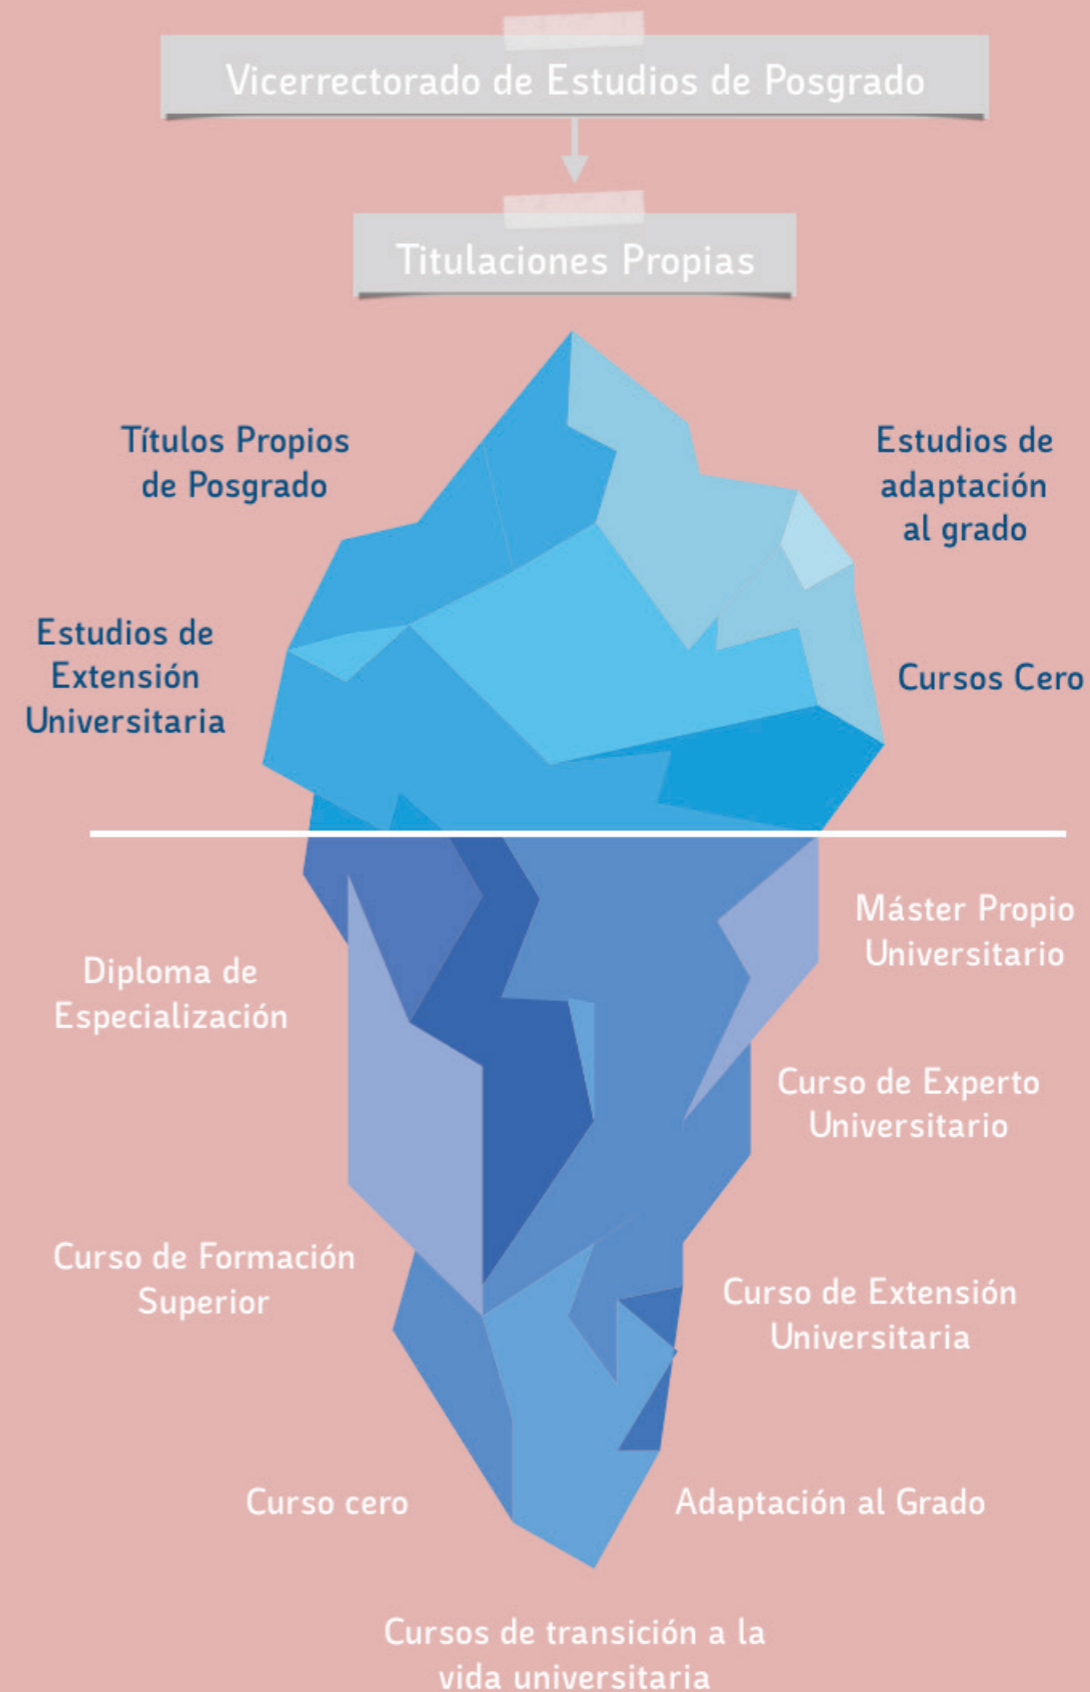 Vicerrectorado de Estudios de Posgrado
Titulaciones Propias
Títulos Propios
de Posgrado
Estudios de
adaptación
al grado
Estudios de
Extensión
Universitaria
Cursos Cero
Máster Propio
Universitario
Diploma de
Especialización
Curso de Experto
Universitario
Curso de Formación
Superior
Curso de Extensión
Universitaria
Curso cero
Adaptación al Grado
Cursos de transición a la
vida universitaria